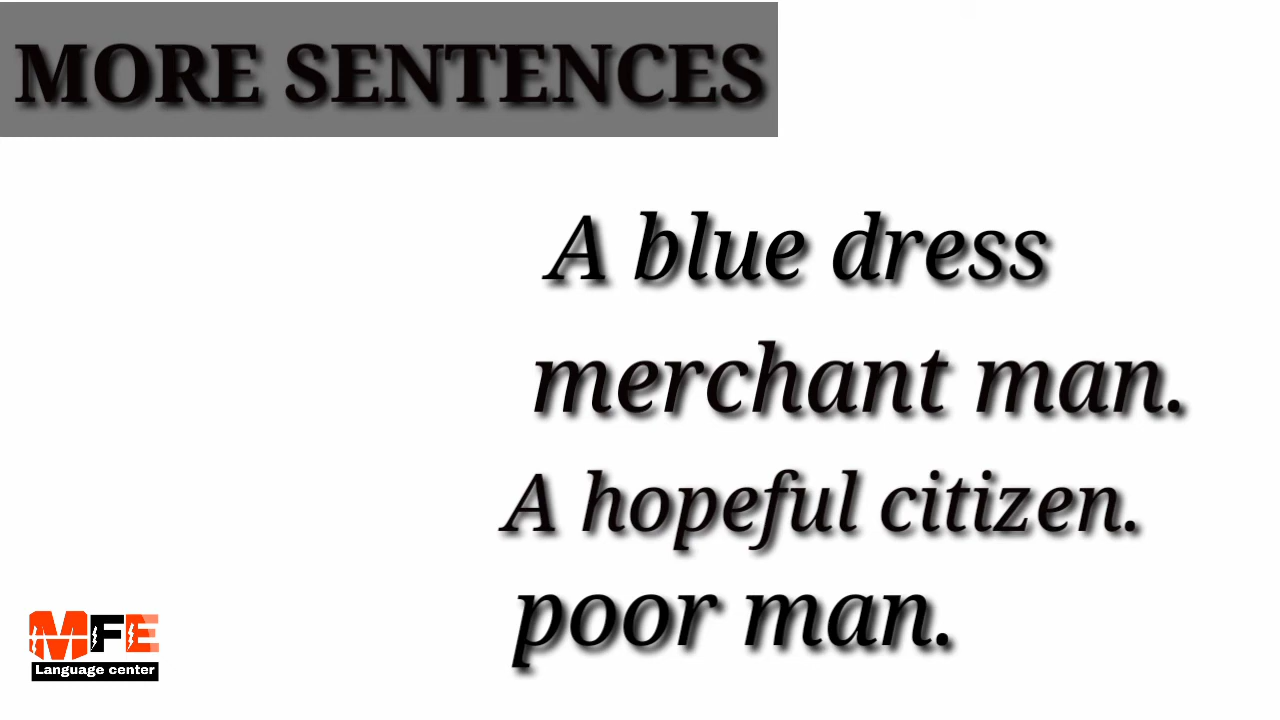 MORE SENTENCES
A blue dress
merchant man.
A hopeful citizen.
poor man.
MFE
Language center